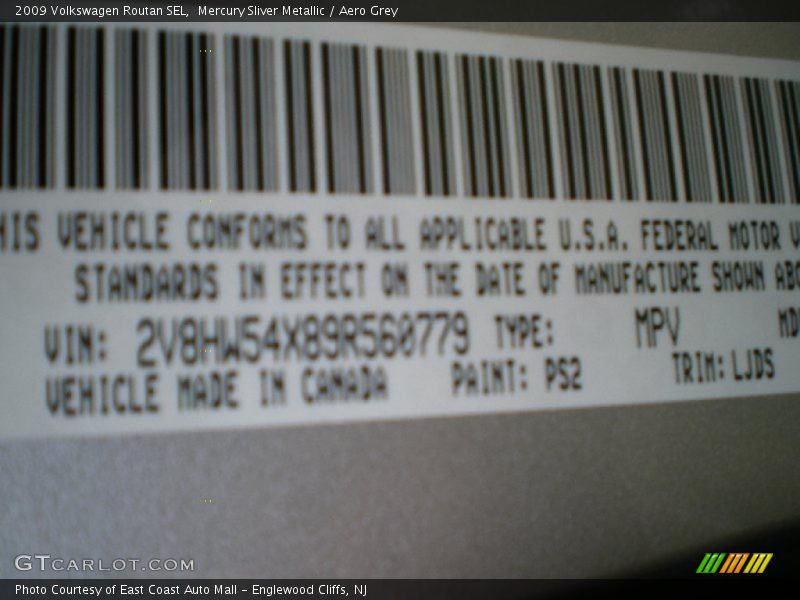 2009 Volkswagen Routan SEL, Mercury Sliver Metallic / Aero Grey
HIS VEHICLE CONFORMS TO ALL APPLICABLE U.S.A. FEDERAL MOTOR V
STANDARDS IN EFFECT ON THE DATE OF MANUFACTURE SHOWN ABO
VIN: 2V8HW54X89R560779 TYPE: MPV MD
VEHICLE MADE IN CANADA PAINT: PS2 TRIM: LJDS
GTCARLOT.COM
Photo Courtesy of East Coast Auto Mall - Englewood Cliffs, NJ